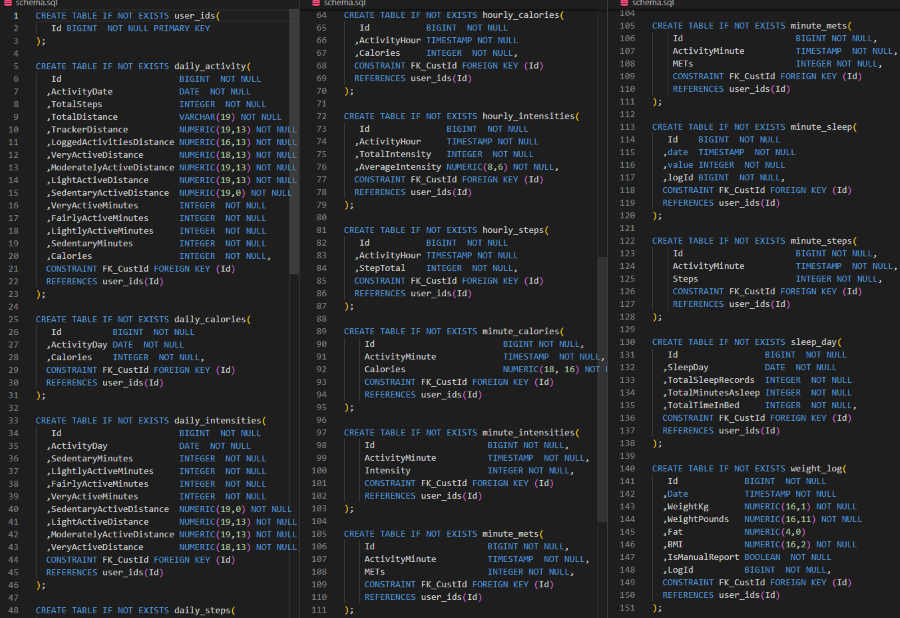 schema.sql
1 CREATE TABLE IF NOT EXISTS user_ids(
2 Id BIGINT NOT NULL PRIMARY KEY
3 );
4
5 CREATE TABLE IF NOT EXISTS daily_activity(
6 Id BIGINT NOT NULL
7 ,ActivityDate DATE NOT NULL
8 ,TotalSteps INTEGER NOT NULL
9 ,TotalDistance VARCHAR(19) NOT NULL
10 ,TrackerDistance NUMERIC(19,13) NOT NULL
11 ,LoggedActivitiesDistance NUMERIC(16,13) NOT NULL
12 ,VeryActiveDistance NUMERIC(18,13) NOT NULL
13 ,ModeratelyActiveDistance NUMERIC(19,13) NOT NULL
14 ,LightActiveDistance NUMERIC(19,13) NOT NULL
15 ,SedentaryActiveDistance NUMERIC(19,0) NOT NULL
16 ,VeryActiveMinutes INTEGER NOT NULL
17 ,FairlyActiveMinutes INTEGER NOT NULL
18 ,LightlyActiveMinutes INTEGER NOT NULL
19 ,SedentaryMinutes INTEGER NOT NULL
20 ,Calories INTEGER NOT NULL,
21 CONSTRAINT FK_CustId FOREIGN KEY (Id)
22 REFERENCES user_ids(Id)
23 );
24
25 CREATE TABLE IF NOT EXISTS daily_calories(
26 Id BIGINT NOT NULL
27 ,ActivityDay DATE NOT NULL
28 ,Calories INTEGER NOT NULL,
29 CONSTRAINT FK_CustId FOREIGN KEY (Id)
30 REFERENCES user_ids(Id)
31 );
32
33 CREATE TABLE IF NOT EXISTS daily_intensities(
34 Id BIGINT NOT NULL
35 ,ActivityDay DATE NOT NULL
36 ,SedentaryMinutes INTEGER NOT NULL
37 ,LightlyActiveMinutes INTEGER NOT NULL
38 ,FairlyActiveMinutes INTEGER NOT NULL
39 ,VeryActiveMinutes INTEGER NOT NULL
40 ,SedentaryActiveDistance NUMERIC(19,0) NOT NULL
41 ,LightActiveDistance NUMERIC(19,13) NOT NULL
42 ,ModeratelyActiveDistance NUMERIC(19,13) NOT NULL
43 ,VeryActiveDistance NUMERIC(18,13) NOT NULL
44 CONSTRAINT FK_CustId FOREIGN KEY (Id)
45 REFERENCES user_ids(Id)
46 );
47
48 CREATE TABLE IF NOT EXISTS daily_steps(
schema.sql
64 CREATE TABLE IF NOT EXISTS hourly_calories(
65 Id BIGINT NOT NULL
66 ,ActivityHour TIMESTAMP NOT NULL
67 ,Calories INTEGER NOT NULL,
68 CONSTRAINT FK_CustId FOREIGN KEY (Id)
69 REFERENCES user_ids(Id)
70 );
71
72 CREATE TABLE IF NOT EXISTS hourly_intensities(
73 Id BIGINT NOT NULL
74 ,ActivityHour TIMESTAMP NOT NULL
75 ,TotalIntensity INTEGER NOT NULL
76 ,AverageIntensity NUMERIC(8,6) NOT NULL,
77 CONSTRAINT FK_CustId FOREIGN KEY (Id)
78 REFERENCES user_ids(Id)
79 );
80
81 CREATE TABLE IF NOT EXISTS hourly_steps(
82 Id BIGINT NOT NULL
83 ,ActivityHour TIMESTAMP NOT NULL
84 ,StepTotal INTEGER NOT NULL,
85 CONSTRAINT FK_CustId FOREIGN KEY (Id)
86 REFERENCES user_ids(Id)
87 );
88
89 CREATE TABLE IF NOT EXISTS minute_calories(
90 Id BIGINT NOT NULL,
91 ActivityMinute TIMESTAMP NOT NULL,
92 Calories NUMERIC(18, 16) NOT
93 CONSTRAINT FK_CustId FOREIGN KEY (Id)
94 REFERENCES user_ids(Id)
95 );
96
97 CREATE TABLE IF NOT EXISTS minute_intensities(
98 Id BIGINT NOT NULL,
99 ActivityMinute TIMESTAMP NOT NULL,
100 Intensity INTEGER NOT NULL,
101 CONSTRAINT FK_CustId FOREIGN KEY (Id)
102 REFERENCES user_ids(Id)
103 );
104
105 CREATE TABLE IF NOT EXISTS minute_mets(
106 Id BIGINT NOT NULL,
107 ActivityMinute TIMESTAMP NOT NULL,
108 METs INTEGER NOT NULL,
109 CONSTRAINT FK_CustId FOREIGN KEY (Id)
110 REFERENCES user_ids(Id)
111 );
schema.sql
104
105 CREATE TABLE IF NOT EXISTS minute_mets(
106 Id BIGINT NOT NULL,
107 ActivityMinute TIMESTAMP NOT NULL,
108 METs INTEGER NOT NULL,
109 CONSTRAINT FK_CustId FOREIGN KEY (Id)
110 REFERENCES user_ids(Id)
111 );
112
113 CREATE TABLE IF NOT EXISTS minute_sleep(
114 Id BIGINT NOT NULL
115 ,date TIMESTAMP NOT NULL
116 ,value INTEGER NOT NULL
117 ,logId BIGINT NOT NULL,
118 CONSTRAINT FK_CustId FOREIGN KEY (Id)
119 REFERENCES user_ids(Id)
120 );
121
122 CREATE TABLE IF NOT EXISTS minute_steps(
123 Id BIGINT NOT NULL,
124 ActivityMinute TIMESTAMP NOT NULL,
125 Steps INTEGER NOT NULL,
126 CONSTRAINT FK_CustId FOREIGN KEY (Id)
127 REFERENCES user_ids(Id)
128 );
129
130 CREATE TABLE IF NOT EXISTS sleep_day(
131 Id BIGINT NOT NULL
132 ,SleepDay DATE NOT NULL
133 ,TotalSleepRecords INTEGER NOT NULL
134 ,TotalMinutesAsleep INTEGER NOT NULL
135 ,TotalTimeInBed INTEGER NOT NULL,
136 CONSTRAINT FK_CustId FOREIGN KEY (Id)
137 REFERENCES user_ids(Id)
138 );
139
140 CREATE TABLE IF NOT EXISTS weight_log(
141 Id BIGINT NOT NULL
142 ,Date TIMESTAMP NOT NULL
143 ,WeightKg NUMERIC(16,1) NOT NULL
144 ,WeightPounds NUMERIC(16,11) NOT NULL
145 ,Fat NUMERIC(4,0)
146 ,BMI NUMERIC(16,2) NOT NULL
147 ,IsManualReport BOOLEAN NOT NULL
148 ,LogId BIGINT NOT NULL,
149 CONSTRAINT FK_CustId FOREIGN KEY (Id)
150 REFERENCES user_ids(Id)
151 );